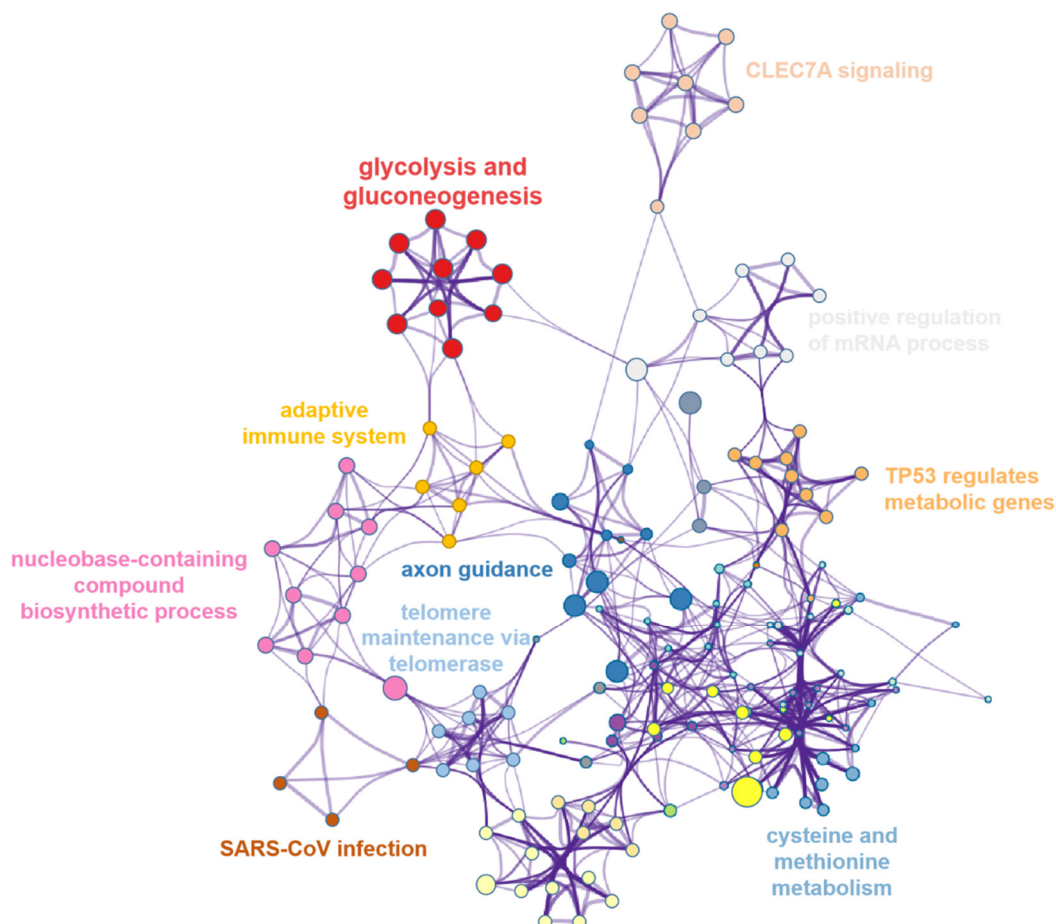 CLEC7A signaling
glycolysis and
gluconeogenesis
positive regulation
of mRNA process
adaptive
immune system
TP53 regulates
metabolic genes
nucleobase-containing
compound
biosynthetic process
axon guidance
telomere
maintenance via
telomerase
SARS-CoV infection
cysteine and
methionine
metabolism